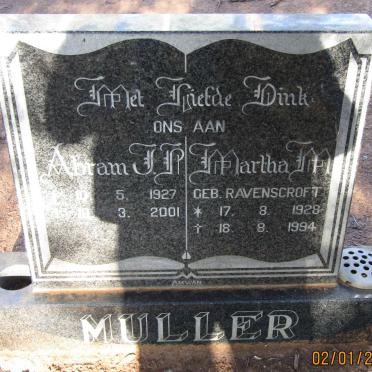 Met Liefde Dink
ONS AAN
Abram J.P.
5. 1927
3. 2001
Martha M
GEB. RAVENSCROFT
* 17. 8. 1928
† 18. 8. 1994
AKWAN
MULLER
02/01/2